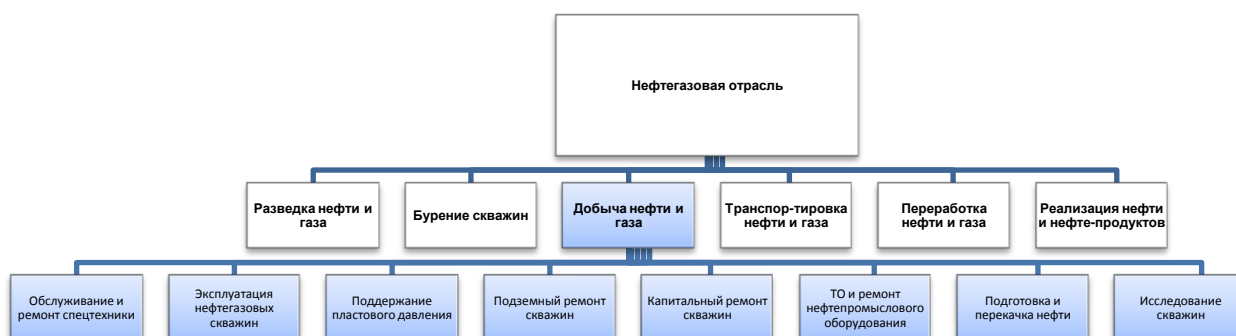 Нефтегазовая отрасль
Разведка нефти и
газа
Бурение скважин
Добыча нефти и
газа
Транспор-тировка
нефти и газа
Переработка
нефти и газа
Реализация нефти
и нефте-продуктов
Обслуживание и
ремонт спецтехники
Эксплуатация
нефтегазовых
скважин
Поддержание
пластового давления
Подземный ремонт
скважин
Капитальный ремонт
скважин
ТО и ремонт
нефтепромыслового
оборудования
Подготовка и
перекачка нефти
Исследование
скважин